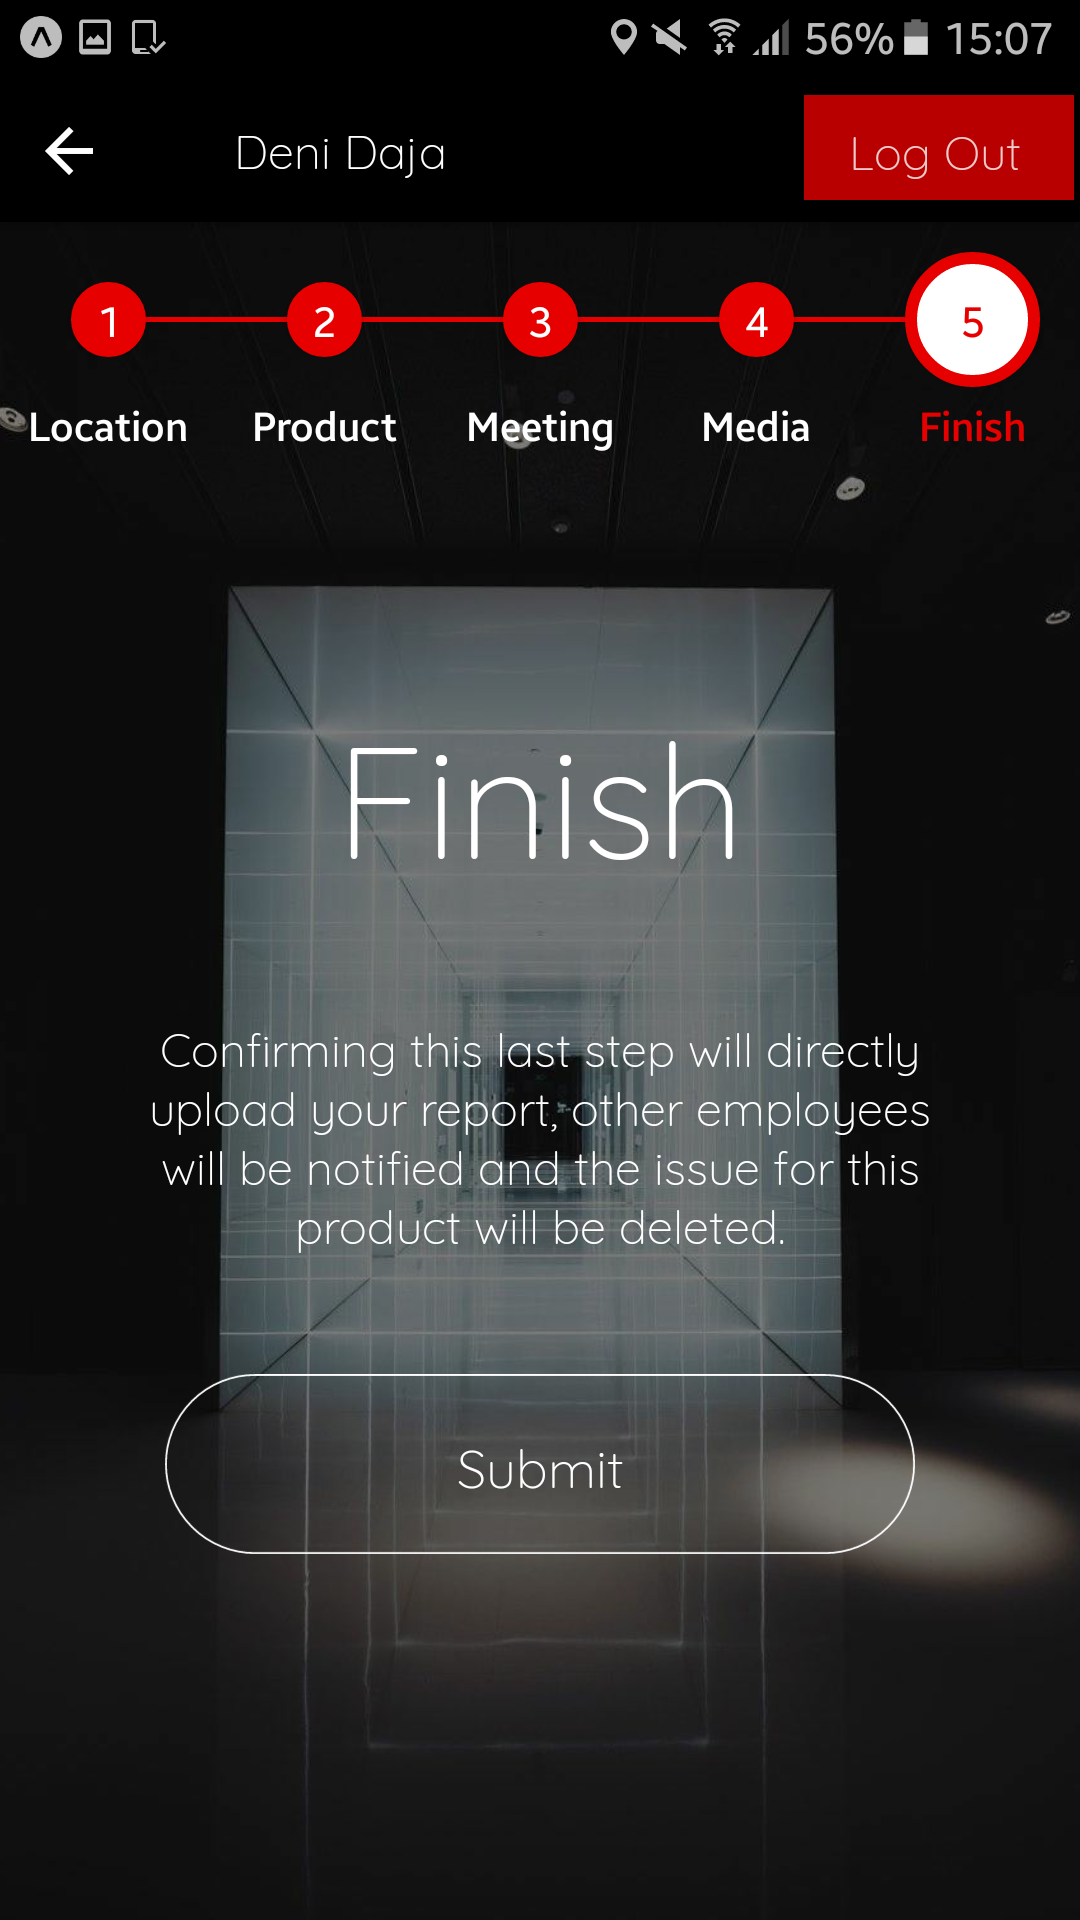 56% 15:07
Deni Daja
Log Out
1 2 3 4 5
Location Product Meeting Media Finish
Finish
Confirming this last step will directly
upload your report, other employees
will be notified and the issue for this
product will be deleted.
Submit